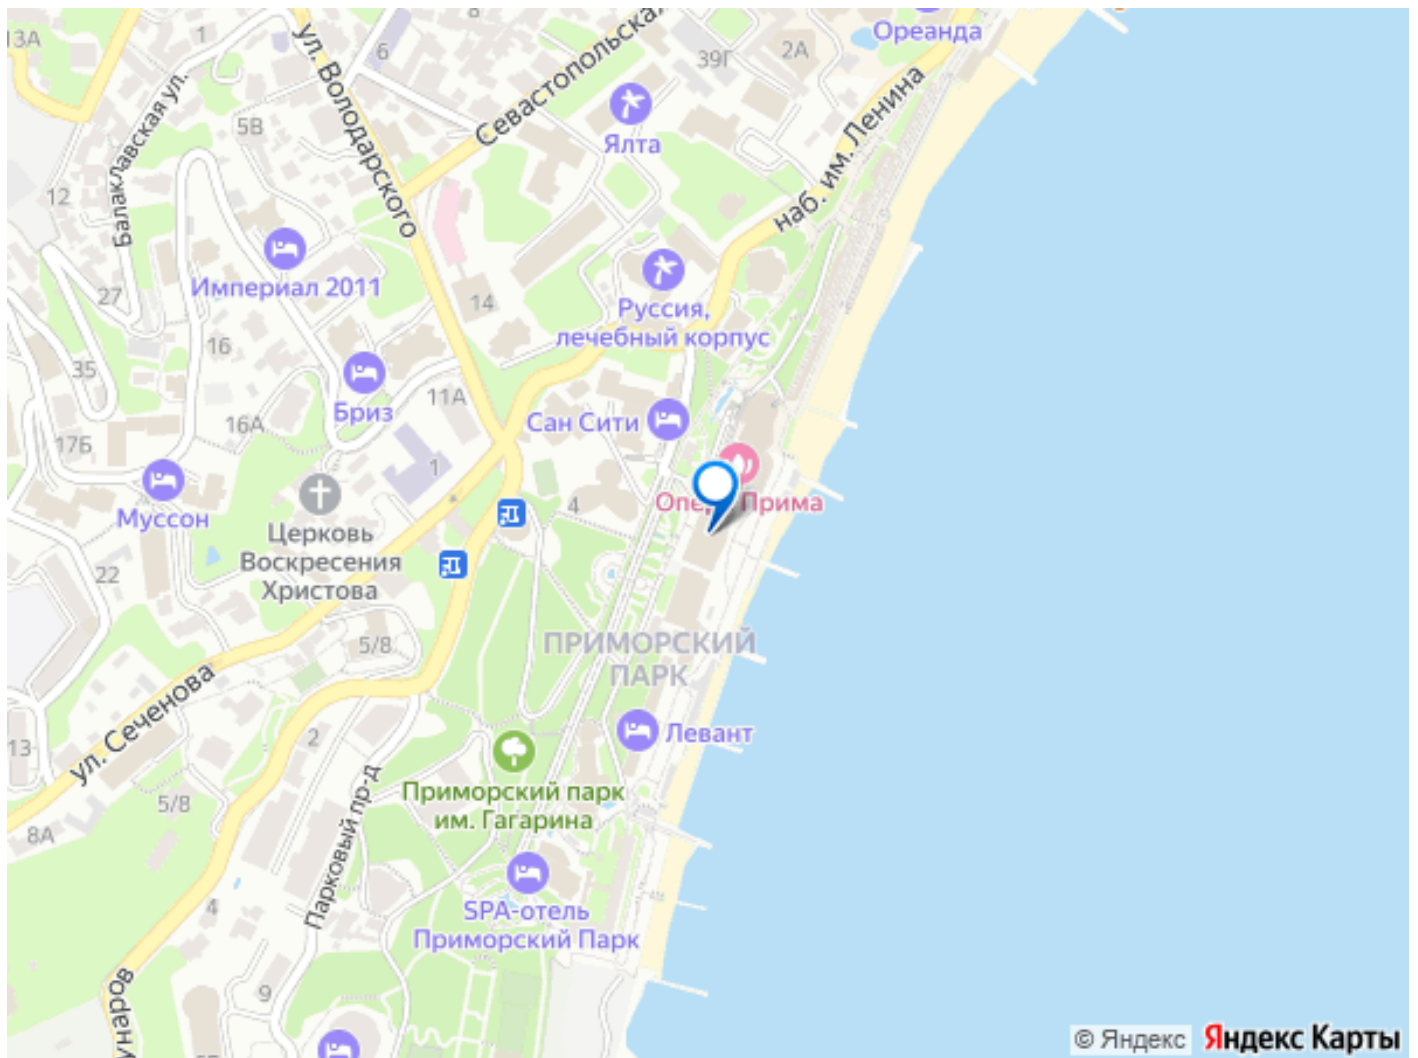 8
13А
1
6
39Г
2А
Ореанда
ул. Володарского
Севастопольская
Балаклавская ул.
5В
Ялта
наб. им. Ленина
12
Империал 2011
27
14
Руссия,
лечебный корпус
16
35
11А
Бриз
16А
Сан Сити
17Б
1
Муссон
4
Прима
Церковь
Воскресения
Христова
22
5/8
ПРИМОРСКИЙ
ПАРК
ул. Сеченова
13
2
Левант
5/8
Приморский парк
им. Гагарина
8А
Парковый пр-д
4
SPA-отель
Приморский Парк
9
© Яндекс
Яндекс Карты